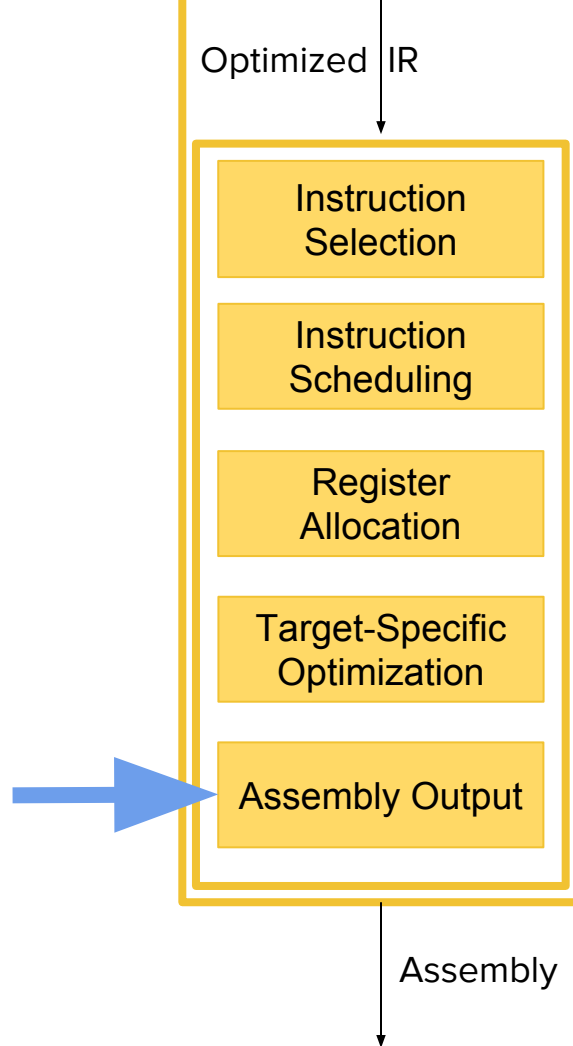 Optimized IR
Instruction
Selection
Instruction
Scheduling
Register
Allocation
Target-Specific
Optimization
Assembly Output
Assembly